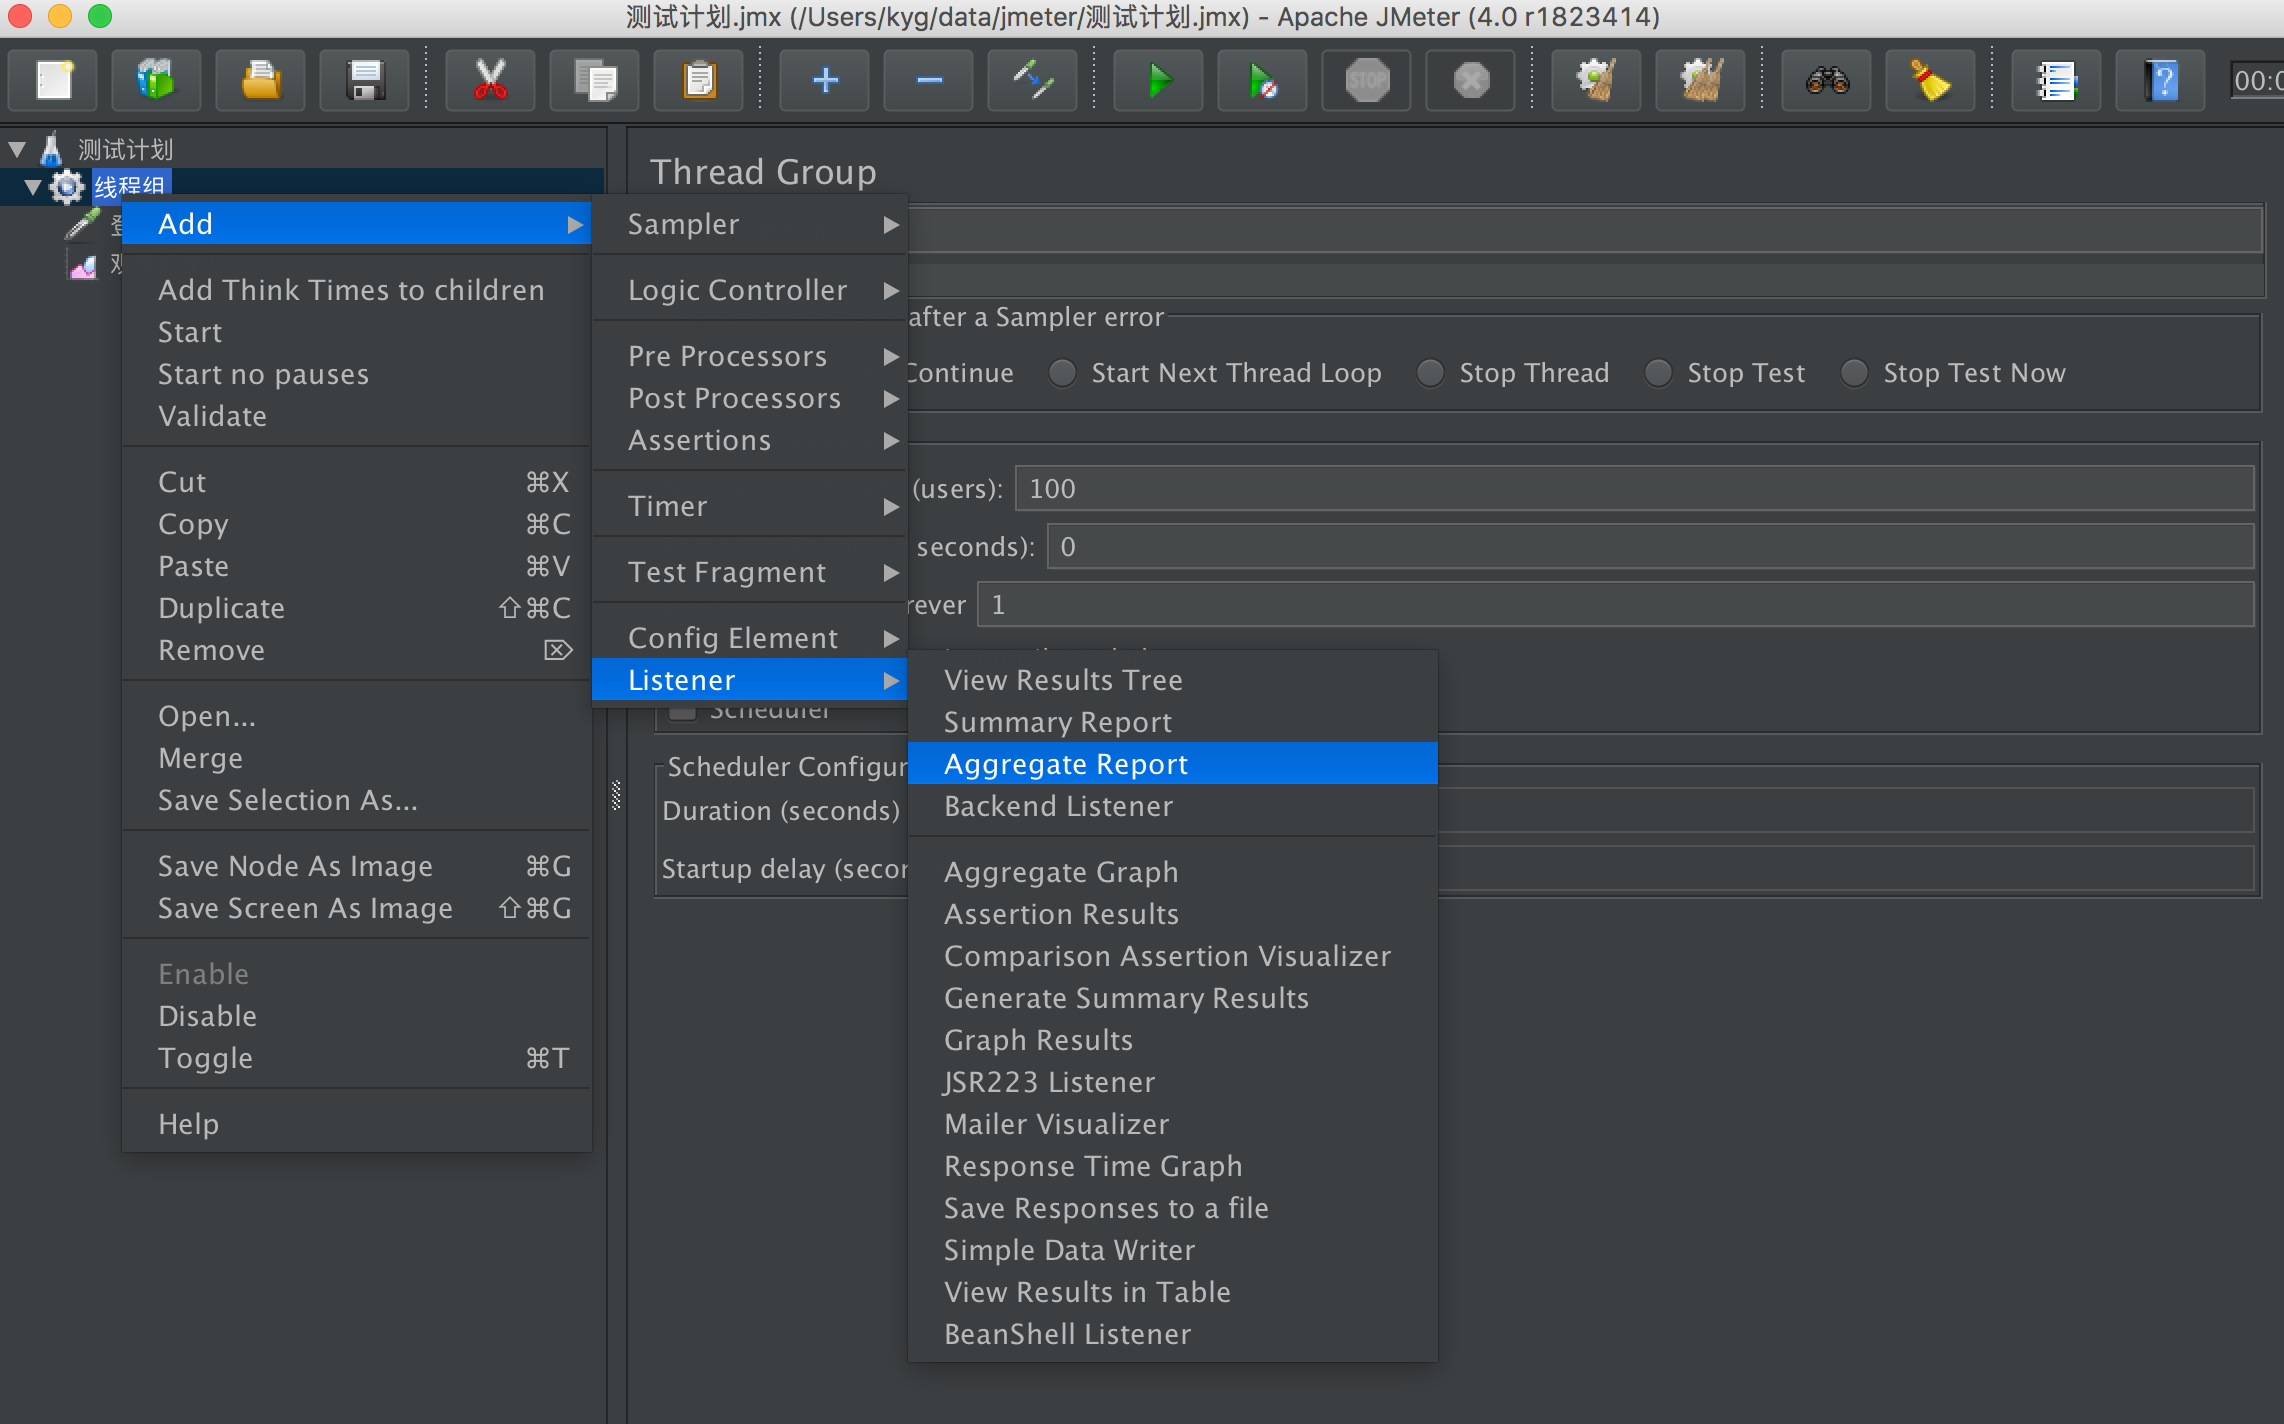 测试计划.jmx (/Users/kyg/data/jmeter/测试计划.jmx) - Apache JMeter (4.0 r1823414)
STOP
00:0
测试计划
线程组
Thread Group
Add
Add Think Times to children
Start
Start no pauses
Validate
Cut ⌘X
Copy ⌘C
Paste ⌘V
Duplicate ⇧⌘C
Remove ⌦
Open...
Merge
Save Selection As...
Save Node As Image ⌘G
Save Screen As Image ⇧⌘G
Enable
Disable
Toggle ⌘T
Help
Sampler
Logic Controller
Pre Processors
Post Processors
Assertions
Timer
Test Fragment
Config Element
Listener
after a Sampler error
Continue Start Next Thread Loop Stop Thread Stop Test Stop Test Now
(users): 100
seconds): 0
rever 1
Scheduler
Scheduler Configur
Duration (seconds)
Startup delay (secor
View Results Tree
Summary Report
Aggregate Report
Backend Listener
Aggregate Graph
Assertion Results
Comparison Assertion Visualizer
Generate Summary Results
Graph Results
JSR223 Listener
Mailer Visualizer
Response Time Graph
Save Responses to a file
Simple Data Writer
View Results in Table
BeanShell Listener